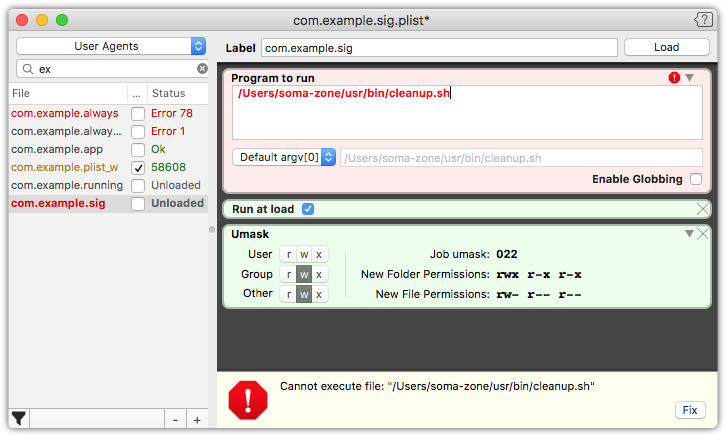 com.example.sig.plist*
?
User Agents
ex
File ... Status
com.example.always Error 78
com.example.alway... Error 1
com.example.app Ok
com.example.plist_w 58608
com.example.running Unloaded
com.example.sig Unloaded
- +
Label com.example.sig Load
Program to run
/Users/soma-zone/usr/bin/cleanup.sh
Default argv[0] /Users/soma-zone/usr/bin/cleanup.sh
Enable Globbing
Run at load
Umask
User r w x Job umask: 022
Group r w x New Folder Permissions: rwx r-x r-x
Other r w x New File Permissions: rw- r-- r--
Cannot execute file: "/Users/soma-zone/usr/bin/cleanup.sh"
Fix